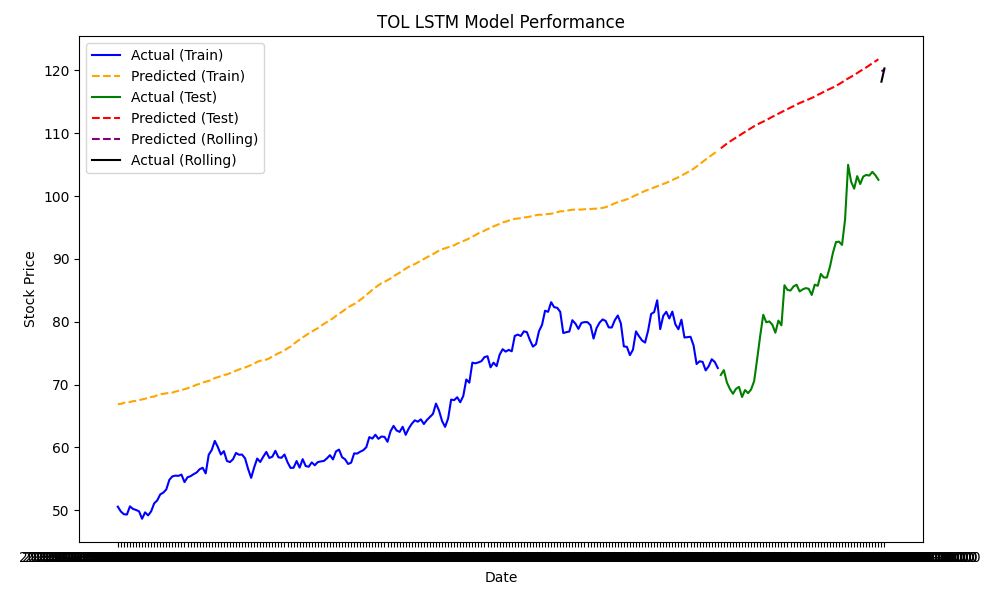 TOL LSTM Model Performance
Actual (Train)
Predicted (Train)
Actual (Test)
Predicted (Test)
Predicted (Rolling)
Actual (Rolling)
120
110
100
90
80
70
60
50
Stock Price
Date